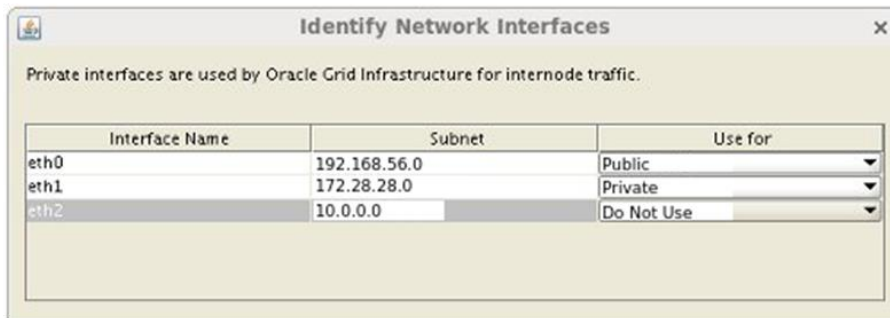 Identify Network Interfaces
Private interfaces are used by Oracle Grid Infrastructure for internode traffic.
Interface Name Subnet Use for
eth0 192.168.56.0 Public
eth1 172.28.28.0 Private
eth2 10.0.0.0 Do Not Use